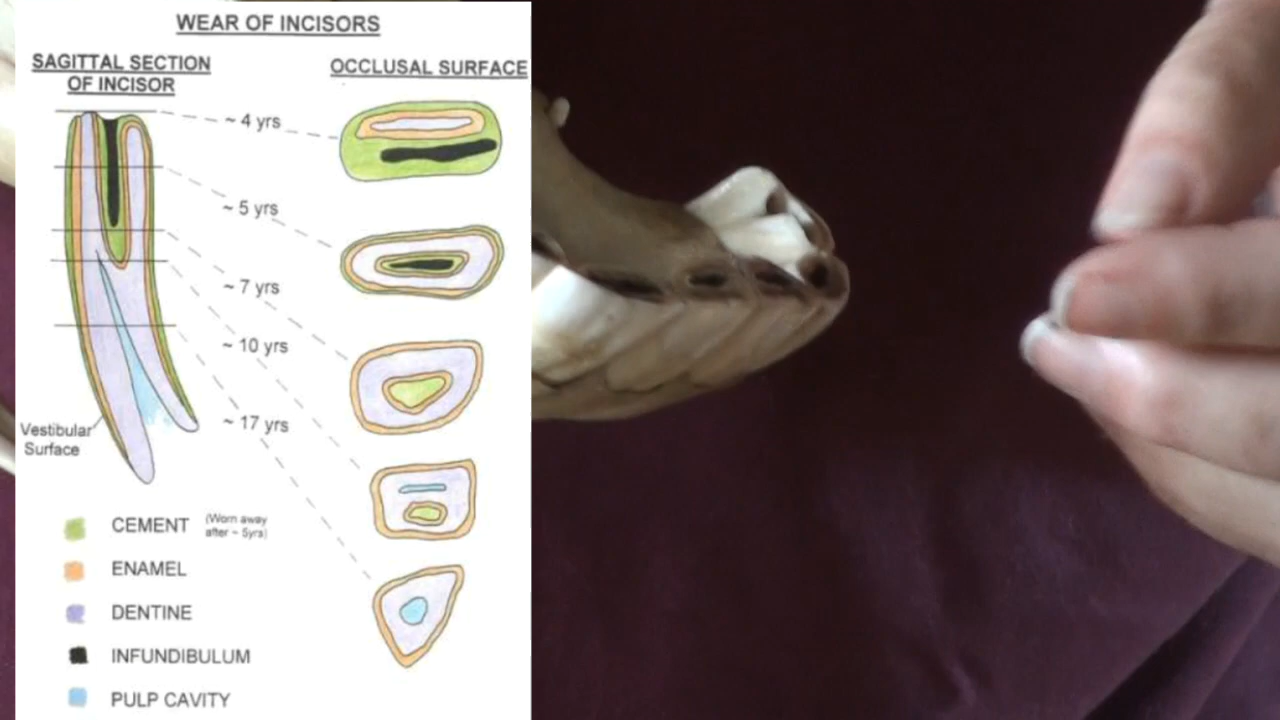 WEAR OF INCISORS
SAGITTAL SECTION
OF INCISOR
OCCLUSAL SURFACE
~ 4 yrs
~ 5 yrs
~ 7 yrs
~ 10 yrs
~ 17 yrs
Vestibular
Surface
CEMENT
(Worn away
after ~ 5yrs)
ENAMEL
DENTINE
INFUNDIBULUM
PULP CAVITY